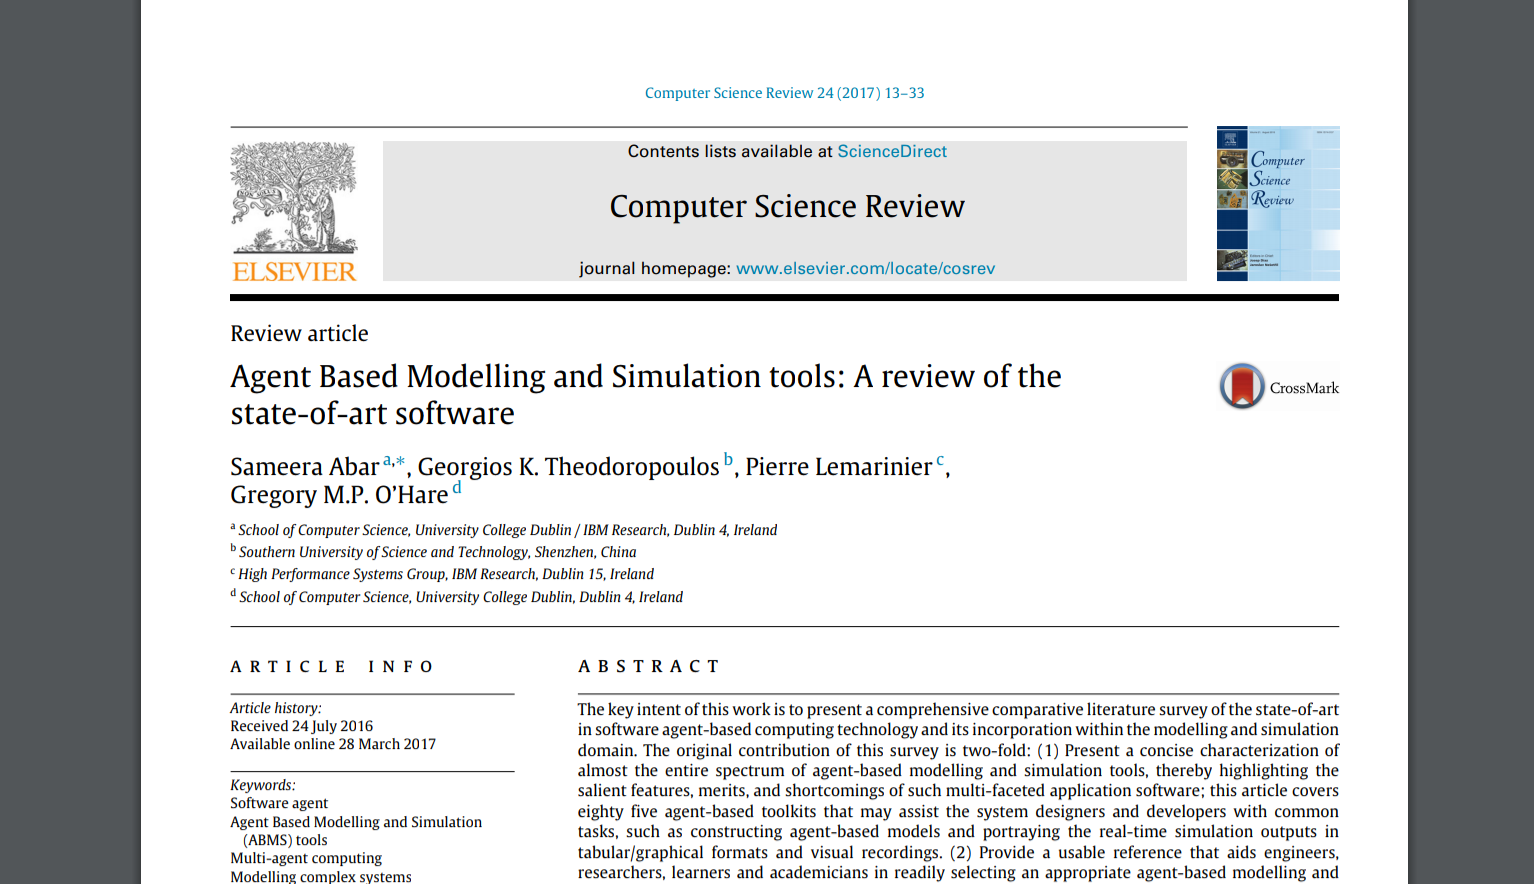 Computer Science Review 24 (2017) 13–33
Contents lists available at ScienceDirect
Computer Science Review
journal homepage: www.elsevier.com/locate/cosrev
ELSEVIER
Computer
Science
Review
Review article
Agent Based Modelling and Simulation tools: A review of the
state-of-art software
CrossMark
Sameera Abar a,*, Georgios K. Theodoropoulos b, Pierre Lemarinier c,
Gregory M.P. O’Hare d
a School of Computer Science, University College Dublin / IBM Research, Dublin 4, Ireland
b Southern University of Science and Technology, Shenzhen, China
c High Performance Systems Group, IBM Research, Dublin 15, Ireland
d School of Computer Science, University College Dublin, Dublin 4, Ireland
ARTICLE INFO
Article history:
Received 24 July 2016
Available online 28 March 2017
Keywords:
Software agent
Agent Based Modelling and Simulation
(ABMS) tools
Multi-agent computing
Modelling complex systems
ABSTRACT
The key intent of this work is to present a comprehensive comparative literature survey of the state-of-art
in software agent-based computing technology and its incorporation within the modelling and simulation
domain. The original contribution of this survey is two-fold: (1) Present a concise characterization of
almost the entire spectrum of agent-based modelling and simulation tools, thereby highlighting the
salient features, merits, and shortcomings of such multi-faceted application software; this article covers
eighty five agent-based toolkits that may assist the system designers and developers with common
tasks, such as constructing agent-based models and portraying the real-time simulation outputs in
tabular/graphical formats and visual recordings. (2) Provide a usable reference that aids engineers,
researchers, learners and academicians in readily selecting an appropriate agent-based modelling and